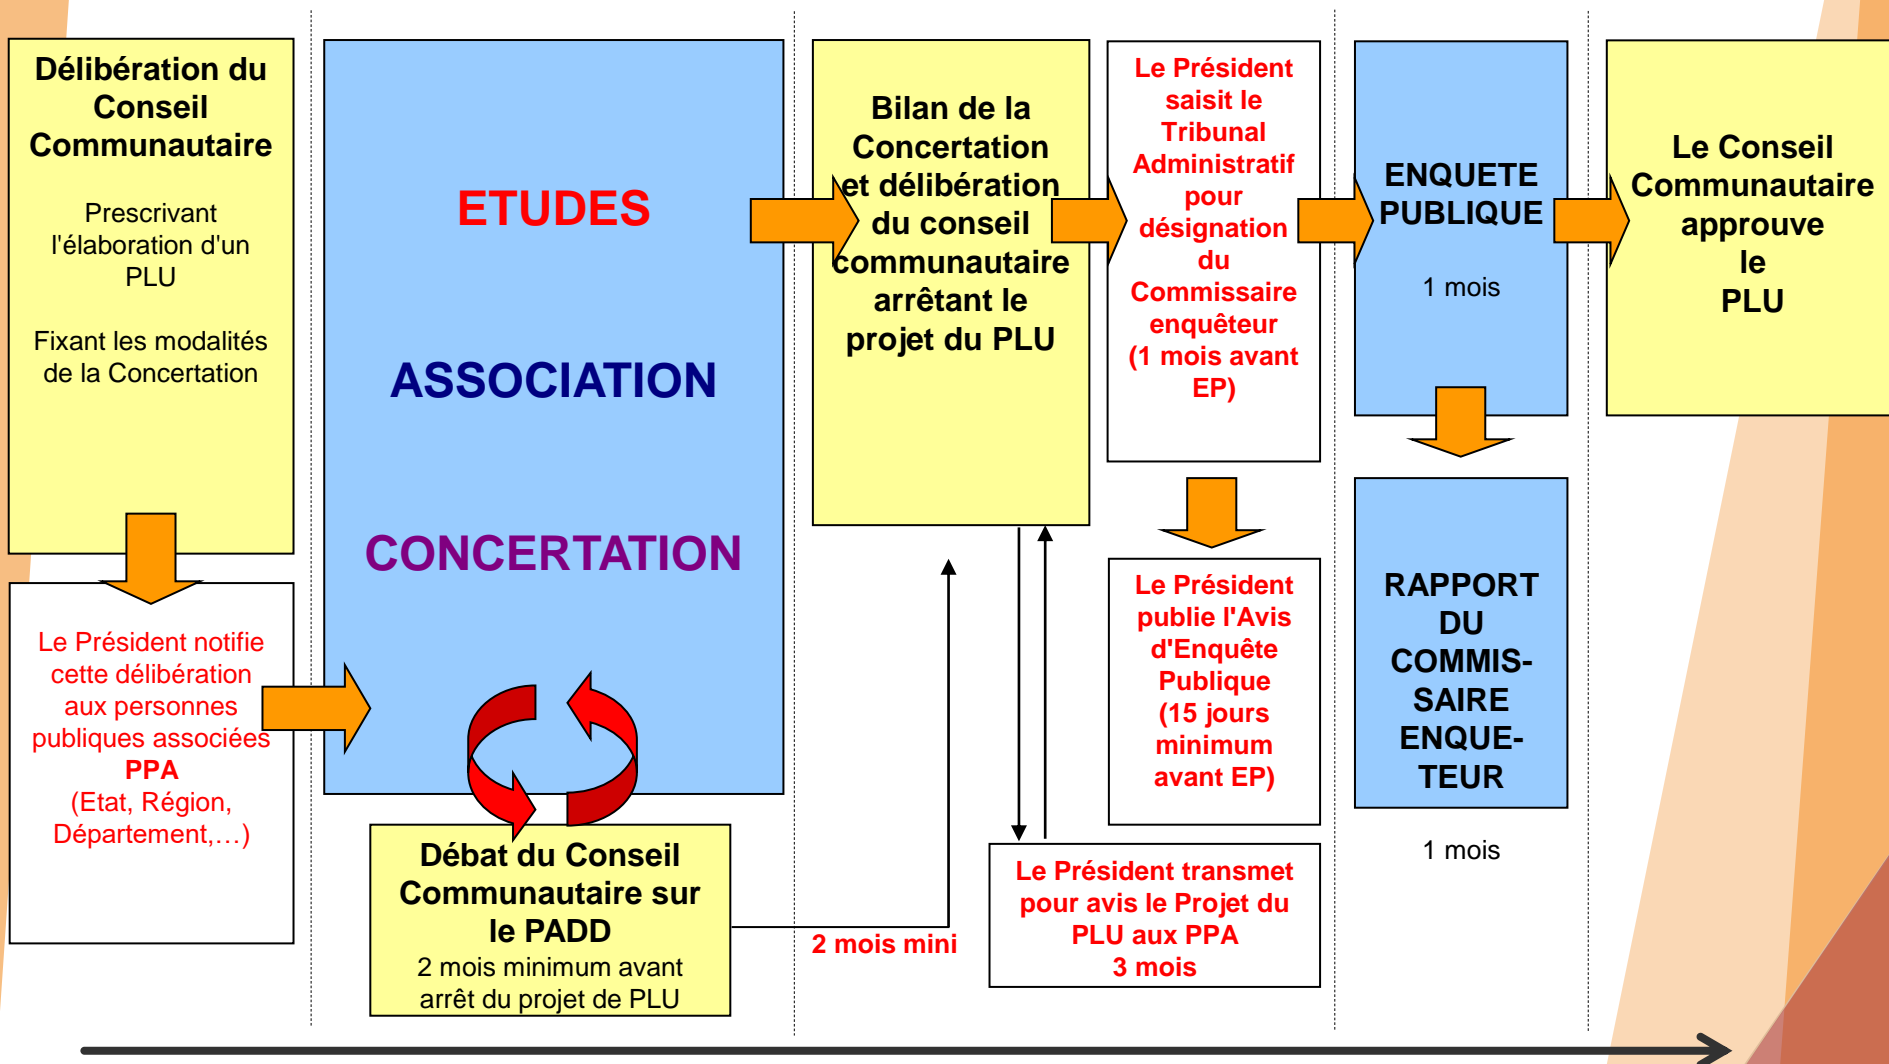 Délibération du
Conseil
Communautaire
Prescrivant
l'élaboration d'un
PLU
Fixant les modalités
de la Concertation
Le Président notifie
cette délibération
aux personnes
publiques associées
PPA
(Etat, Région,
Département,…)
ETUDES
ASSOCIATION
CONCERTATION
Débat du Conseil
Communautaire sur
le PADD
2 mois minimum avant
arrêt du projet de PLU
2 mois mini
Bilan de la
Concertation
et délibération
du conseil
communautaire
arrêtant le
projet du PLU
Le Président transmet
pour avis le Projet du
PLU aux PPA
3 mois
Le Président
saisit le
Tribunal
Administratif
pour
désignation
du
Commissaire
enquêteur
(1 mois avant
EP)
Le Président
publie l'Avis
d'Enquête
Publique
(15 jours
minimum
avant EP)
ENQUETE
PUBLIQUE
1 mois
RAPPORT
DU
COMMIS-
SAIRE
ENQUE-
TEUR
1 mois
Le Conseil
Communautaire
approuve
le
PLU